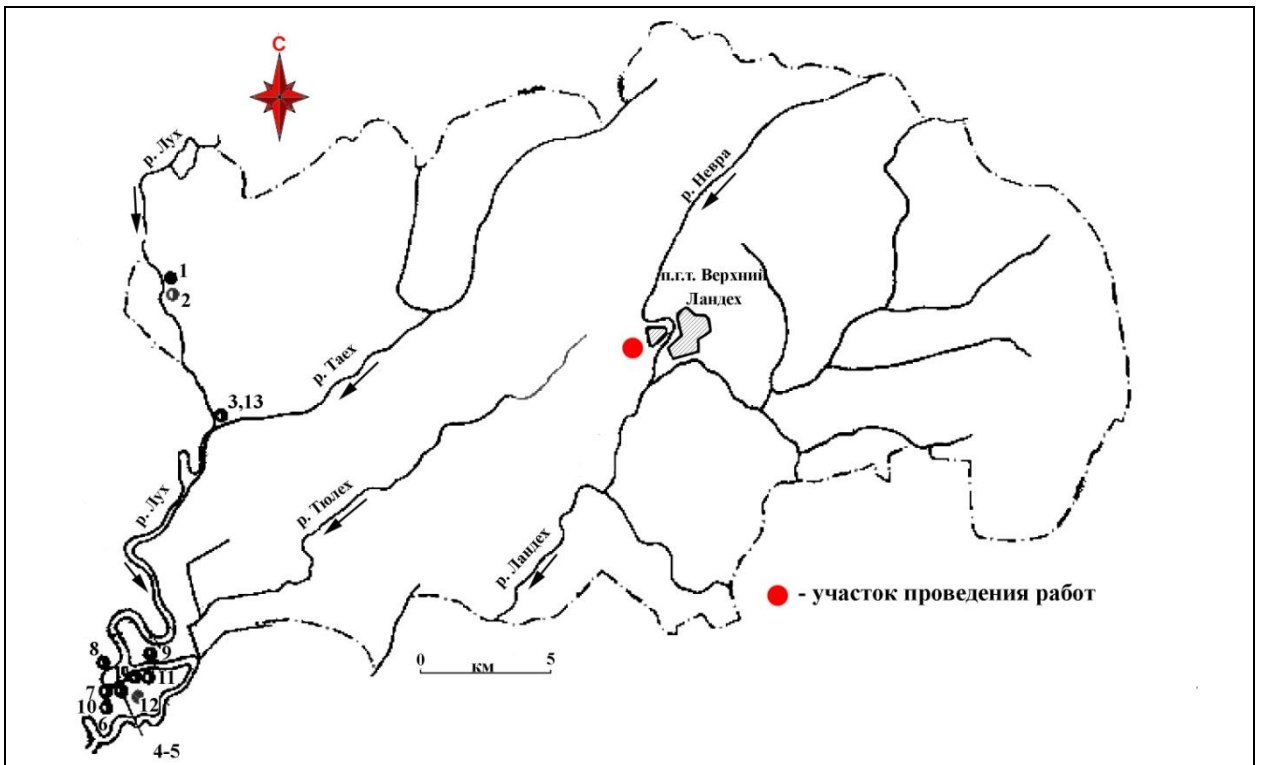 С
р. Лух
р. Невра
1
2
п.г.т. Верхний
Ландех
р. Таех
3,13
р. Лух
р. Тюлех
р. Ландех
- участок проведения работ
8
9
0 5
км
11
7
10
12
6
4-5